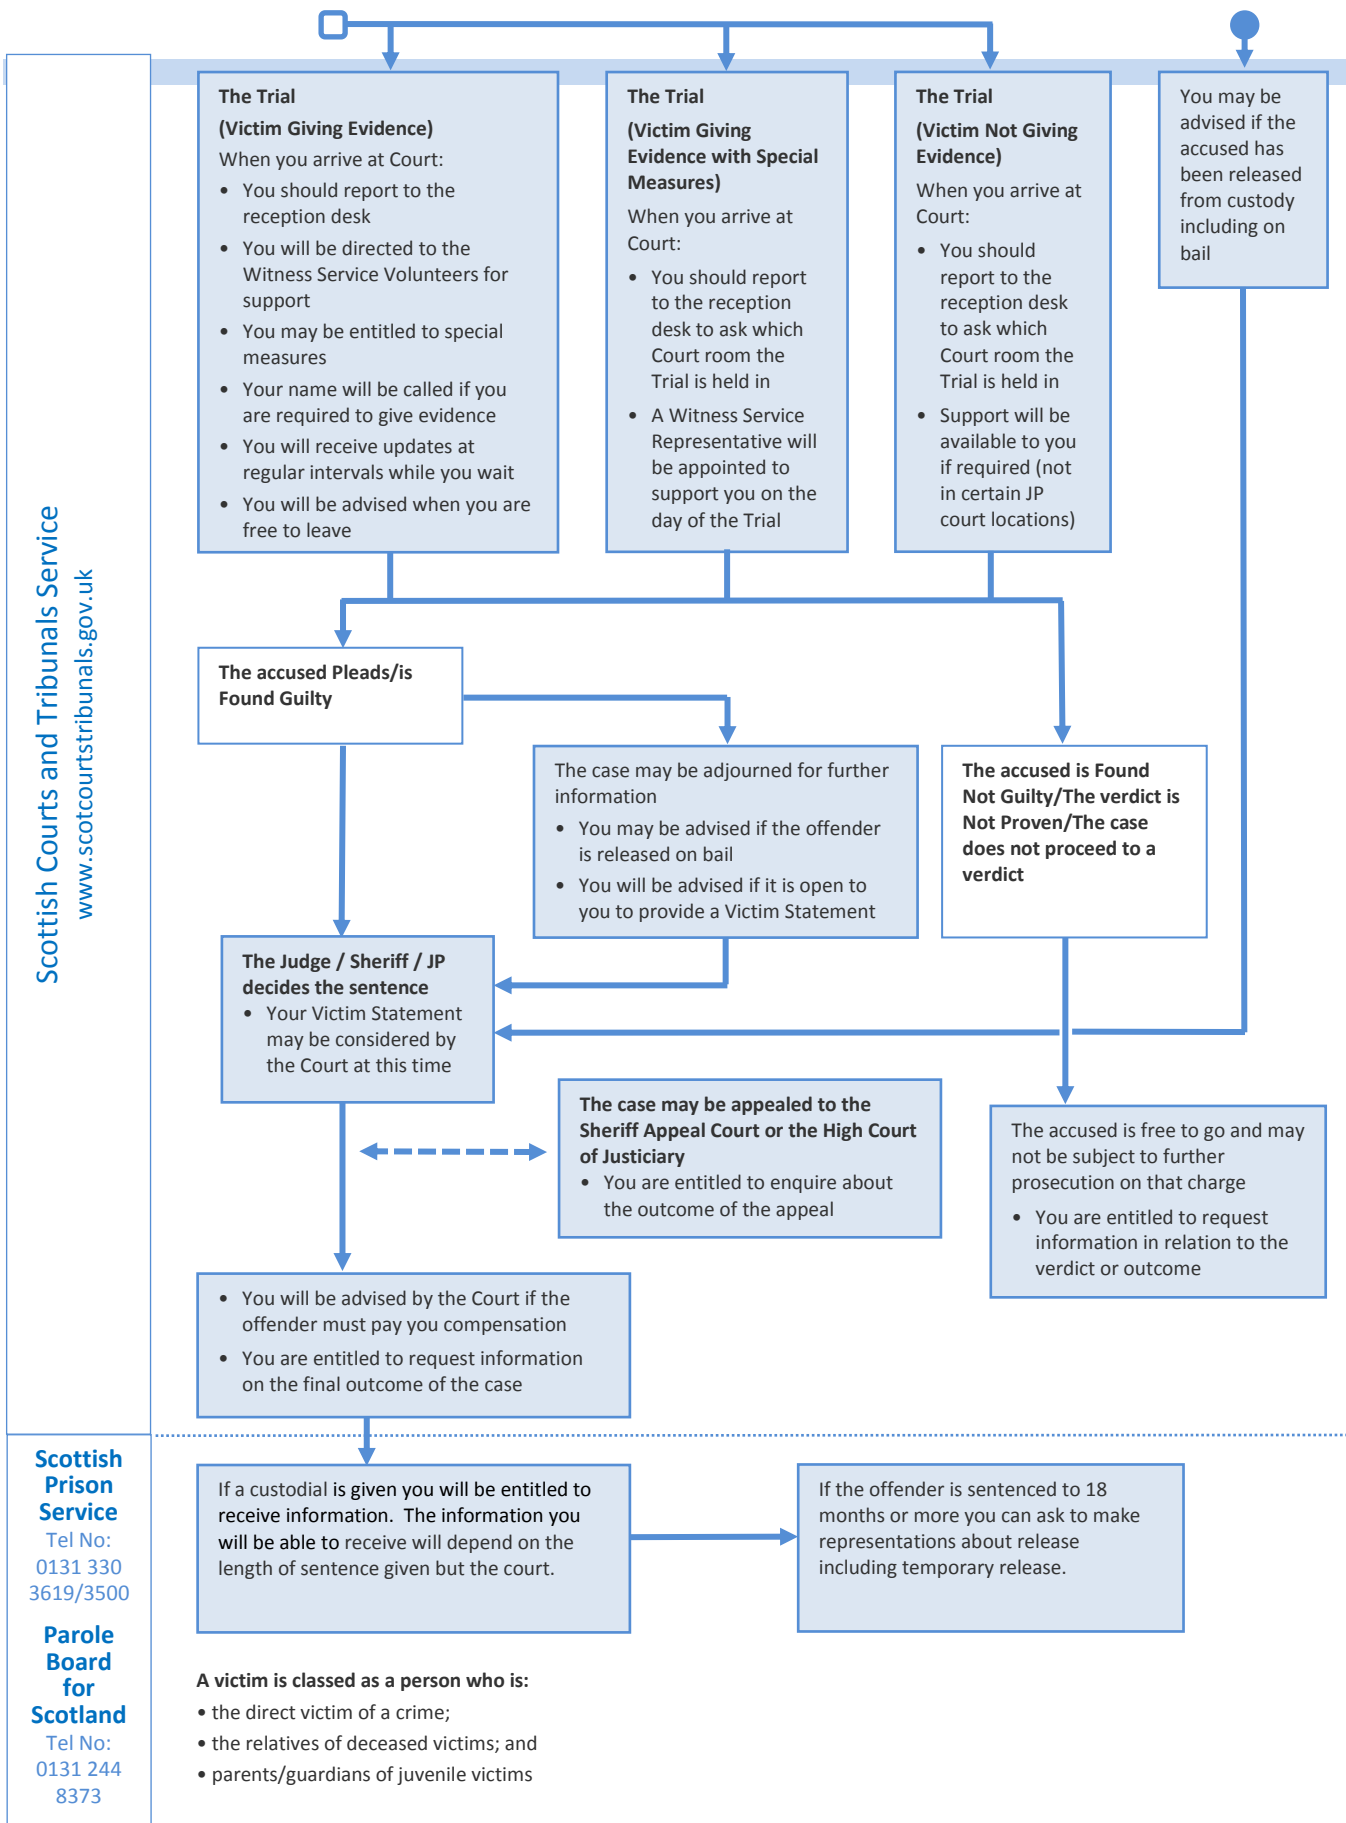 Scottish Courts and Tribunals Service
www.scotcourtstribunals.gov.uk
The Trial
(Victim Giving Evidence)
When you arrive at Court:
• You should report to the
reception desk
• You will be directed to the
Witness Service Volunteers for
support
• You may be entitled to special
measures
• Your name will be called if you
are required to give evidence
• You will receive updates at
regular intervals while you wait
• You will be advised when you are
free to leave
The Trial
(Victim Giving
Evidence with Special
Measures)
When you arrive at
Court:
• You should report
to the reception
desk to ask which
Court room the
Trial is held in
• A Witness Service
Representative will
be appointed to
support you on the
day of the Trial
The Trial
(Victim Not Giving
Evidence)
When you arrive at
Court:
• You should
report to the
reception desk
to ask which
Court room the
Trial is held in
• Support will be
available to you
if required (not
in certain JP
court locations)
You may be
advised if the
accused has
been released
from custody
including on
bail
The accused Pleads/is
Found Guilty
The case may be adjourned for further
information
• You may be advised if the offender
is released on bail
• You will be advised if it is open to
you to provide a Victim Statement
The accused is Found
Not Guilty/The verdict is
Not Proven/The case
does not proceed to a
verdict
The Judge / Sheriff / JP
decides the sentence
• Your Victim Statement
may be considered by
the Court at this time
The case may be appealed to the
Sheriff Appeal Court or the High Court
of Justiciary
• You are entitled to enquire about
the outcome of the appeal
The accused is free to go and may
not be subject to further
prosecution on that charge
• You are entitled to request
information in relation to the
verdict or outcome
• You will be advised by the Court if the
offender must pay you compensation
• You are entitled to request information
on the final outcome of the case
Scottish
Prison
Service
Tel No:
0131 330
3619/3500
Parole
Board
for
Scotland
Tel No:
0131 244
8373
If a custodial is given you will be entitled to
receive information.  The information you
will be able to receive will depend on the
length of sentence given but the court.
If the offender is sentenced to 18
months or more you can ask to make
representations about release
including temporary release.
A victim is classed as a person who is:
• the direct victim of a crime;
• the relatives of deceased victims; and
• parents/guardians of juvenile victims